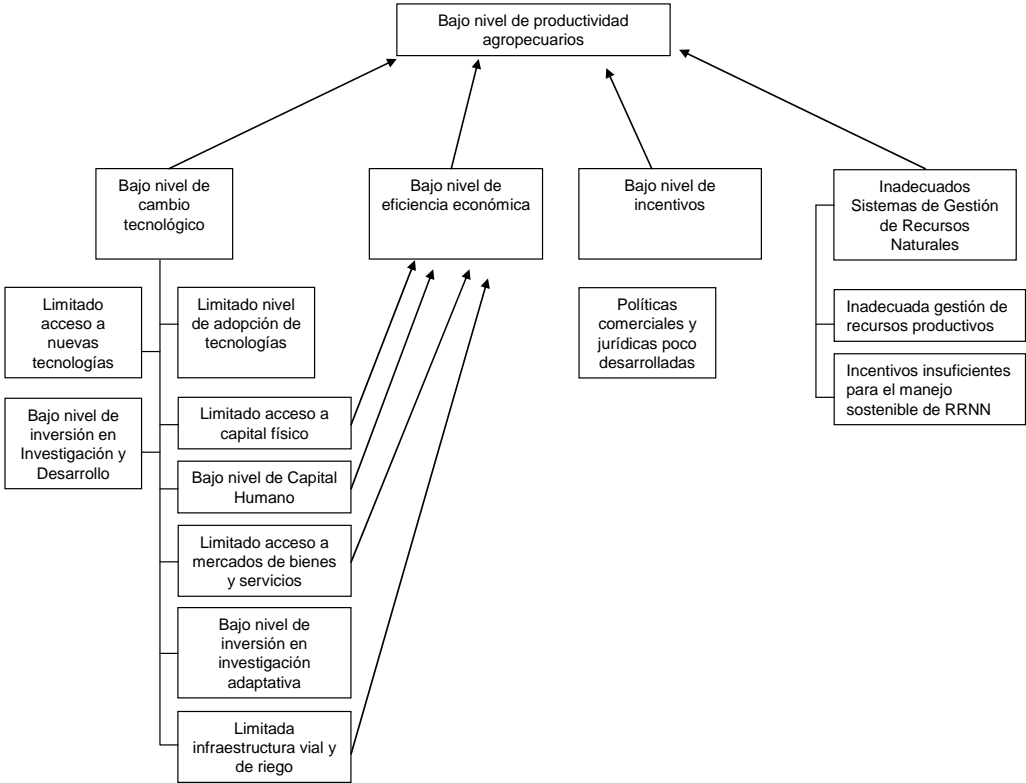 Bajo nivel de productividad
agropecuarios
Bajo nivel de
cambio
tecnológico
Bajo nivel de
eficiencia económica
Bajo nivel de
incentivos
Inadecuados
Sistemas de Gestión
de Recursos
Naturales
Limitado
acceso a
nuevas
tecnologías
Limitado nivel
de adopción de
tecnologías
Políticas
comerciales y
jurídicas poco
desarrolladas
Inadecuada gestión de
recursos productivos
Incentivos insuficientes
para el manejo
sostenible de RRNN
Bajo nivel de
inversión en
Investigación y
Desarrollo
Limitado acceso a
capital físico
Bajo nivel de Capital
Humano
Limitado acceso a
mercados de bienes
y servicios
Bajo nivel de
inversión en
investigación
adaptativa
Limitada
infraestructura vial y
de riego